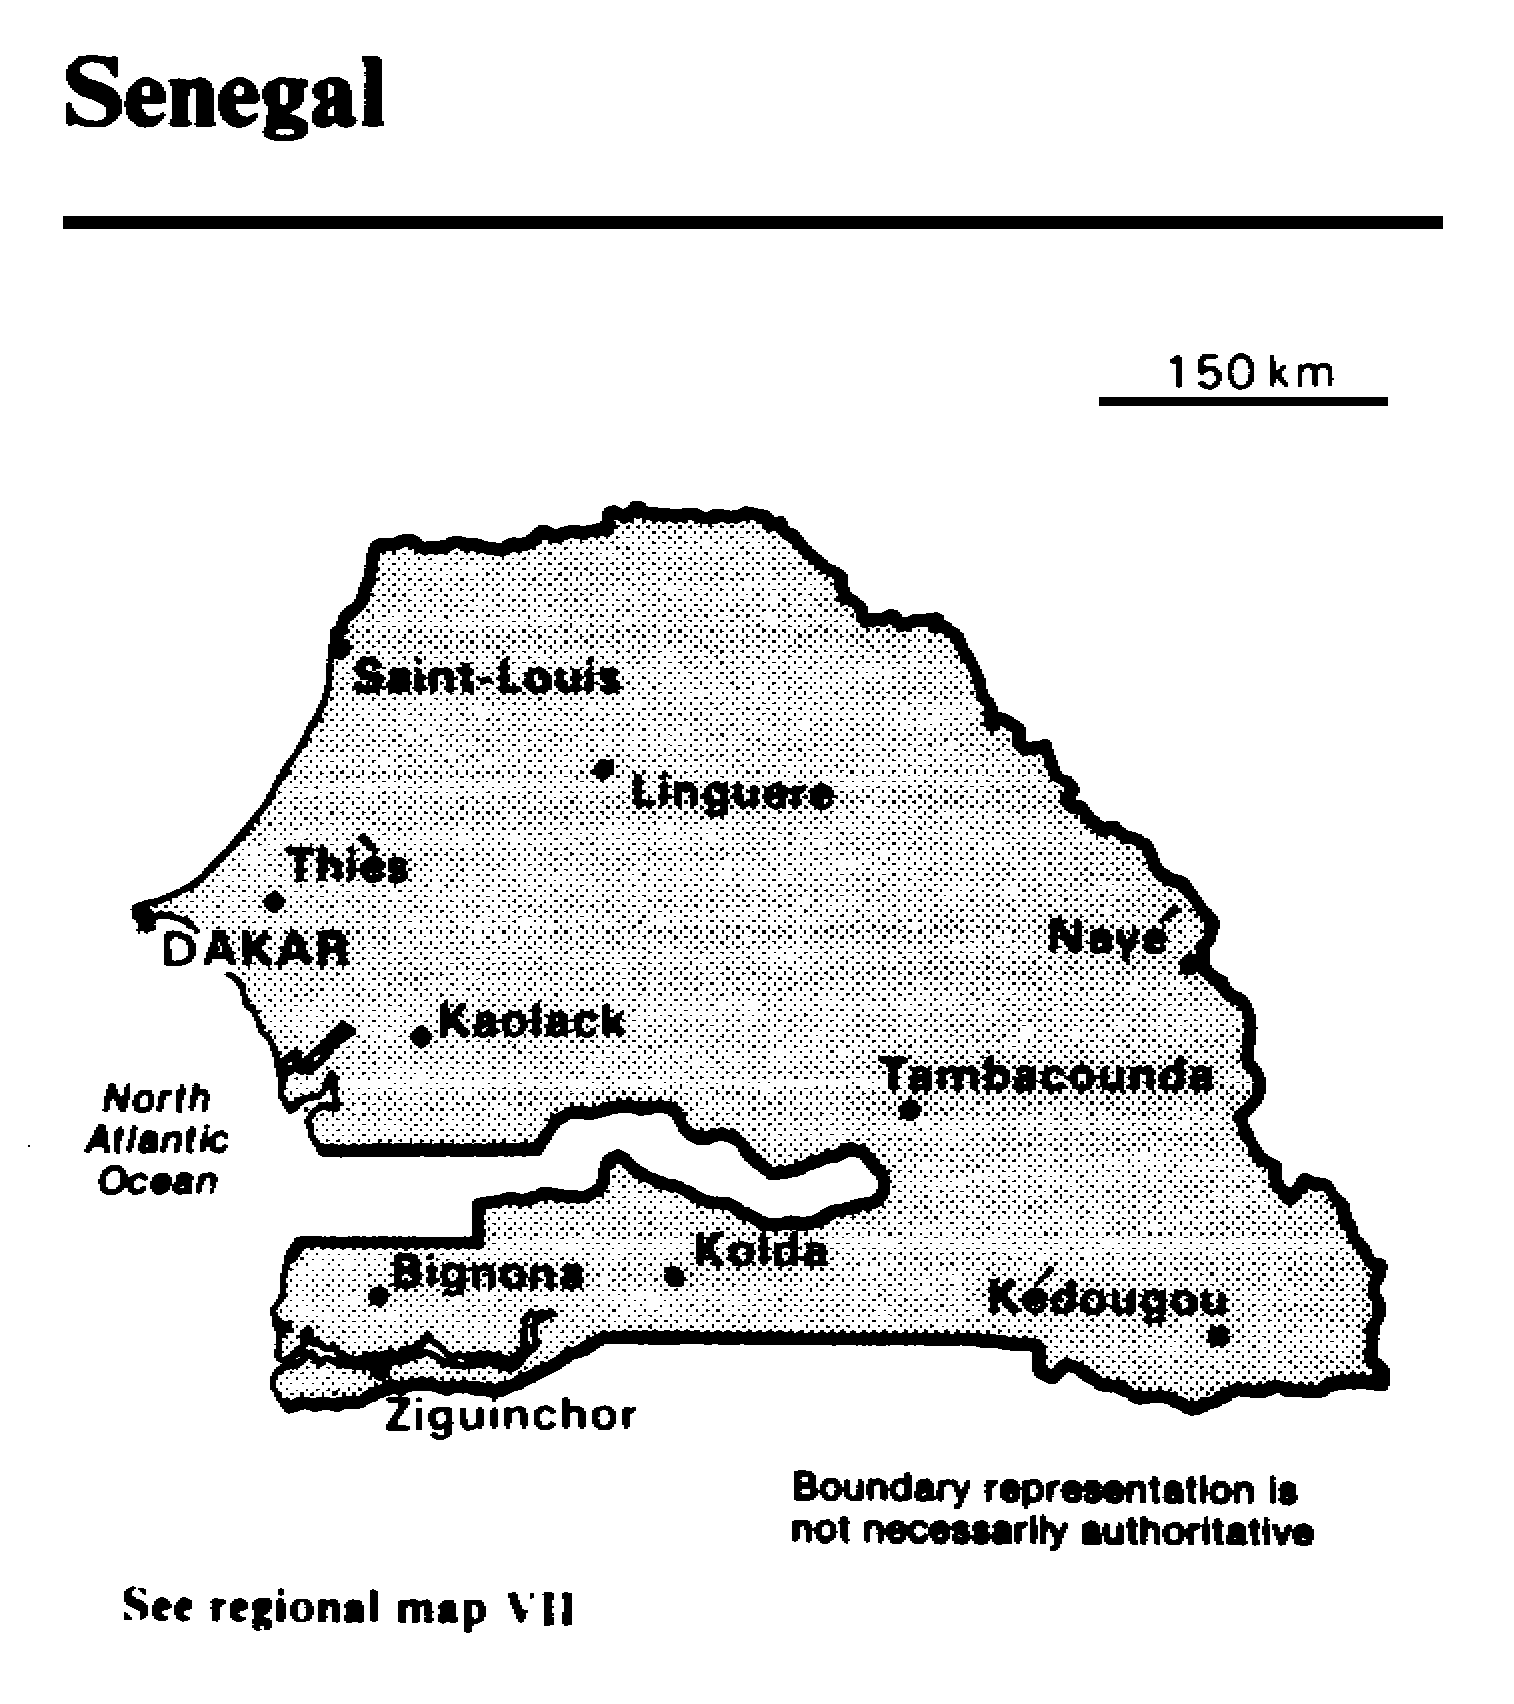 Senegal
150 km
Saint-Louis
Linguere
Thiès
DAKAR
Nayé
Kaolack
Tambacounda
North
Atlantic
Ocean
Kolda
Bignona
Kédougou
Ziguinchor
Boundary representation is
not necessarily authoritative
See regional map VII